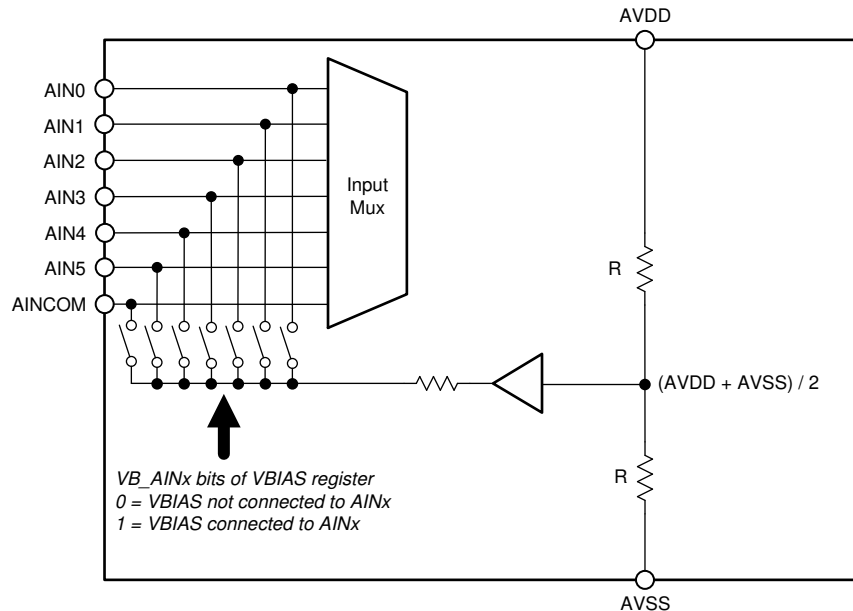 AVDD
AIN0
AIN1
AIN2
AIN3
AIN4
AIN5
AINCOM
Input
Mux
R
(AVDD + AVSS) / 2
R
VB_AINx bits of VBIAS register
0 = VBIAS not connected to AINx
1 = VBIAS connected to AINx
AVSS